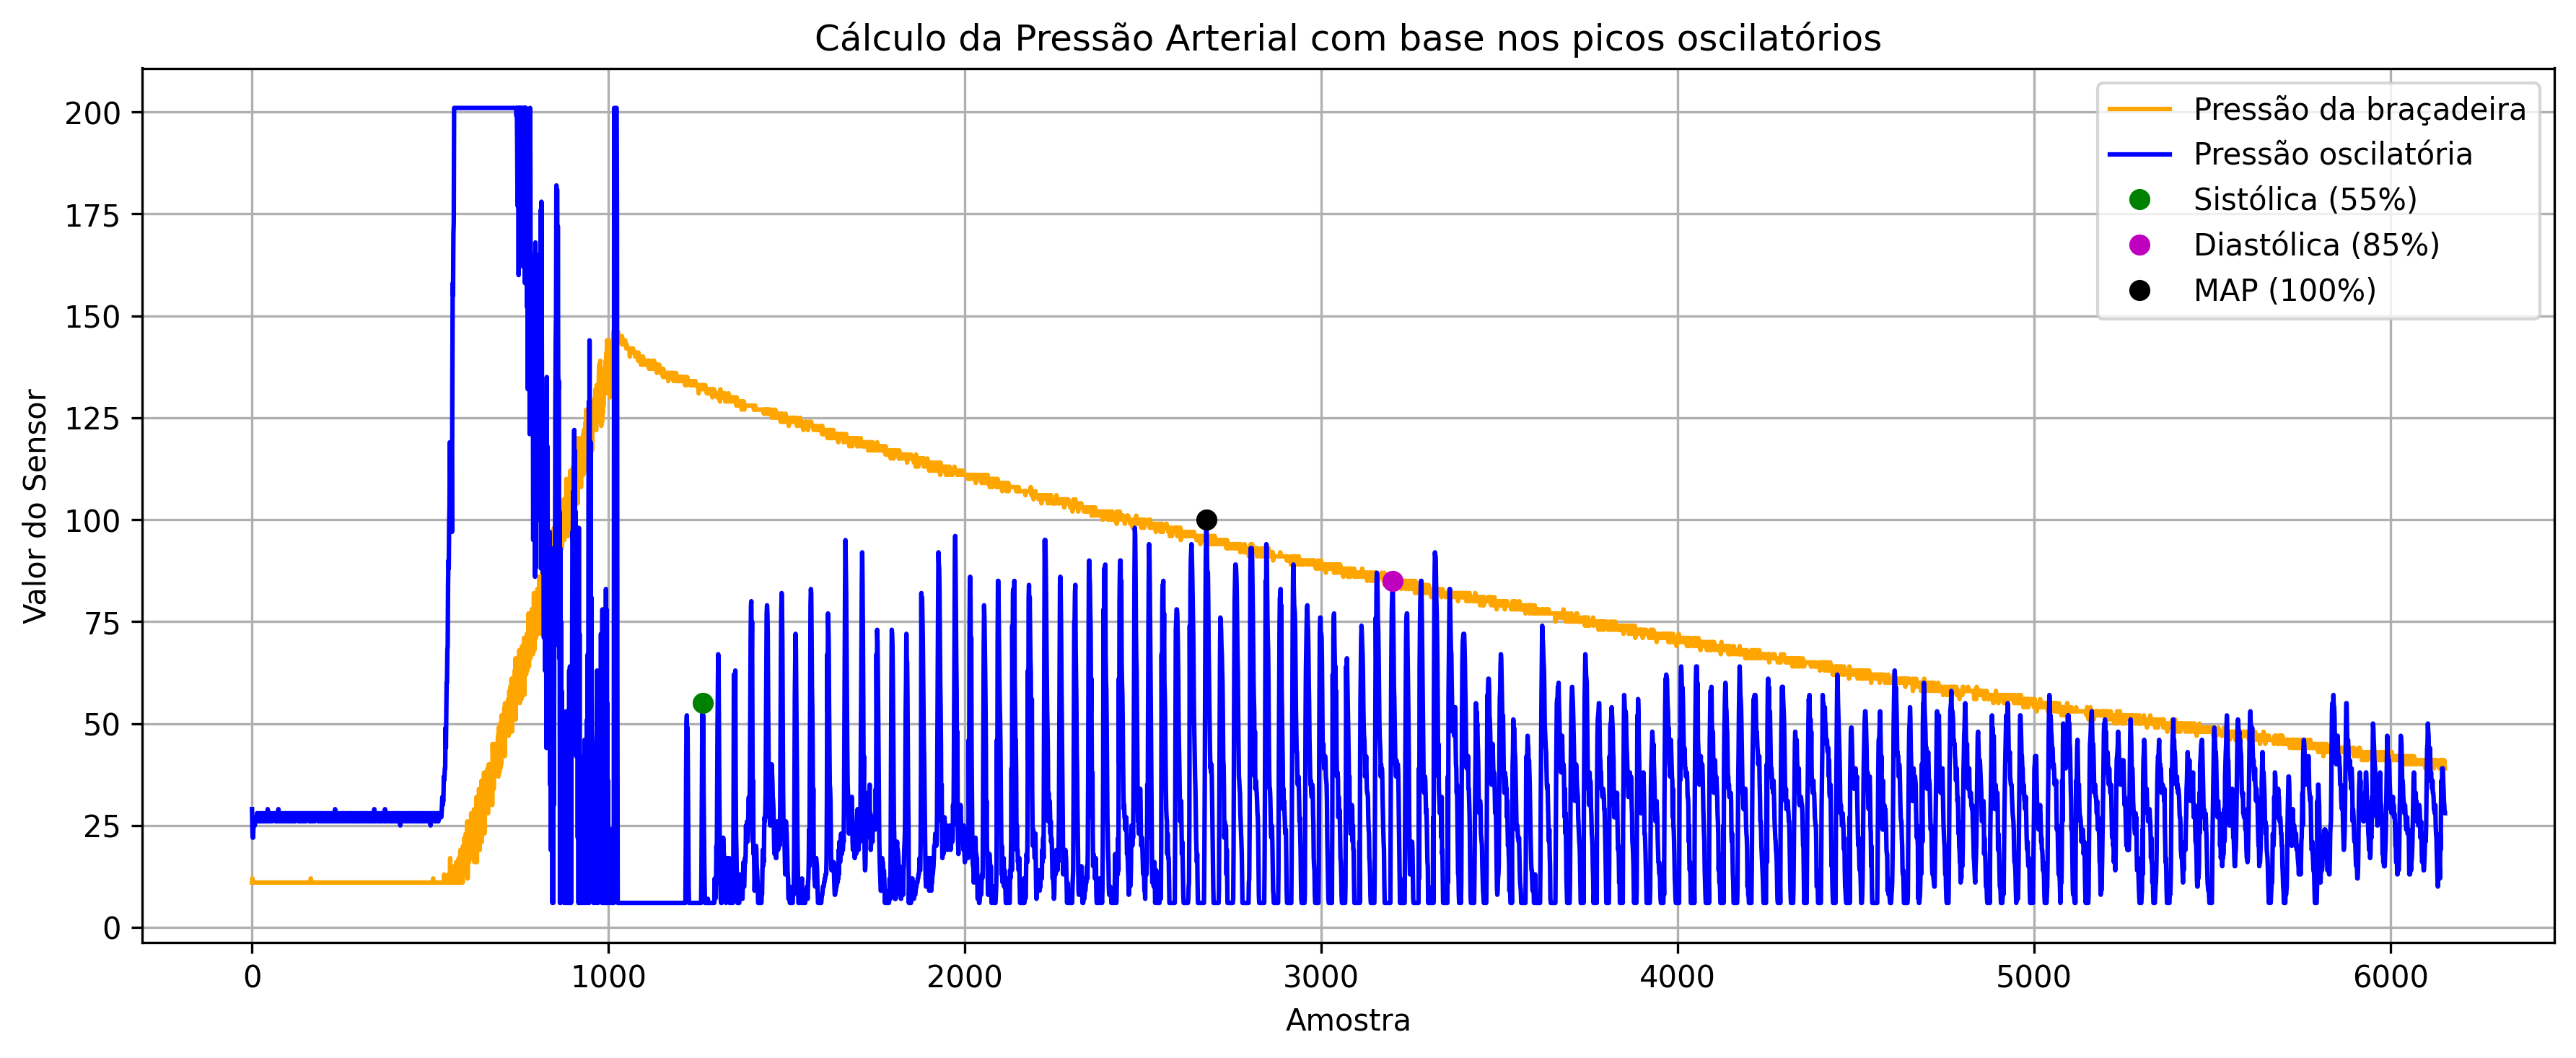 Cálculo da Pressão Arterial com base nos picos oscilatórios
Valor do Sensor
200
175
150
125
100
75
50
25
0
Pressão da braçadeira
Pressão oscilatória
Sistólica (55%)
Diastólica (85%)
MAP (100%)
0 1000 2000 3000 4000 5000 6000
Amostra